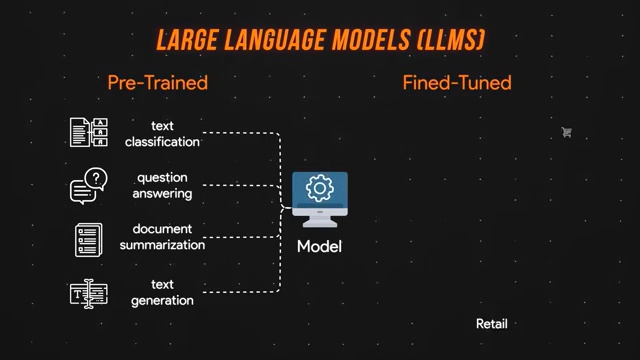 LARGE LANGUAGE MODELS (LLMS)
Pre-Trained
Fined-Tuned
text
classification
question
answering
document
summarization
text
generation
Model
Retail